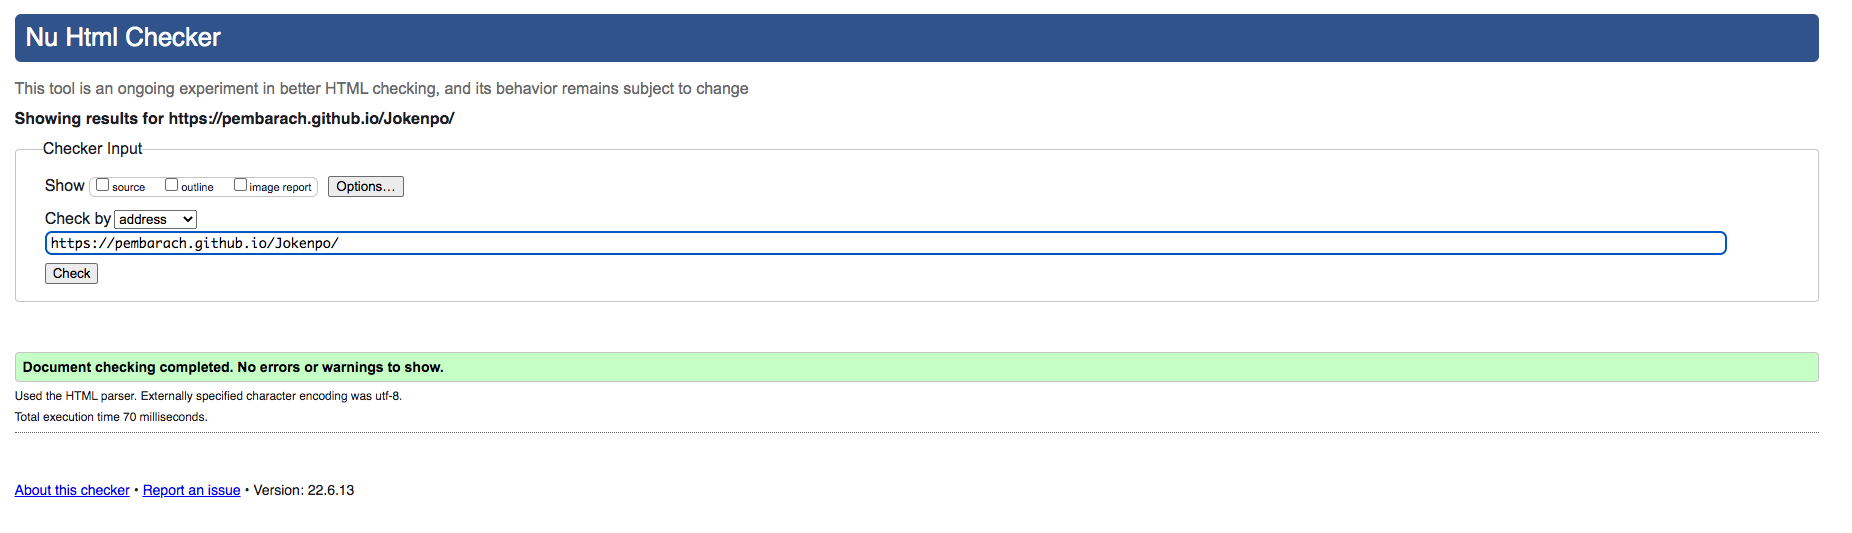 Nu Html Checker
This tool is an ongoing experiment in better HTML checking, and its behavior remains subject to change
Showing results for https://pembarach.github.io/Jokenpo/
Checker Input
Show source outline image report Options...
Check by address
https://pembarach.github.io/Jokenpo/
Check
Document checking completed. No errors or warnings to show.
Used the HTML parser. Externally specified character encoding was utf-8.
Total execution time 70 milliseconds.
About this checker • Report an issue • Version: 22.6.13